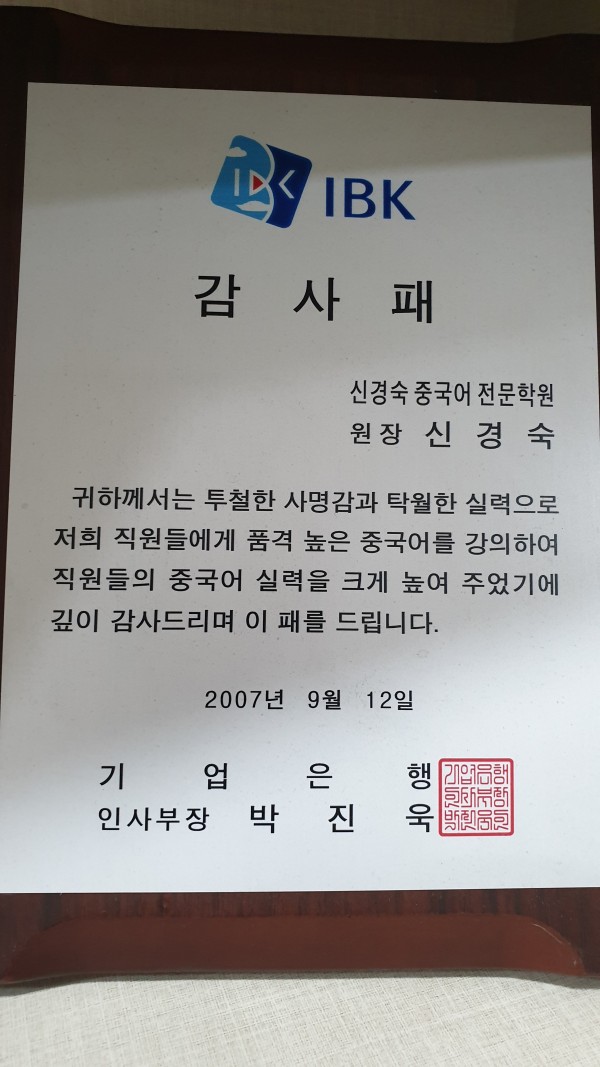 IBK IBK
감 사 패
신경숙 중국어 전문학원
원장 신 경 숙
귀하께서는 투철한 사명감과 탁월한 실력으로
저희 직원들에게 품격 높은 중국어를 강의하여
직원들의 중국어 실력을 크게 높여 주었기에
깊이 감사드리며 이 패를 드립니다.
2007년 9월 12일
기 업 은 행
인사부장 박 진 욱